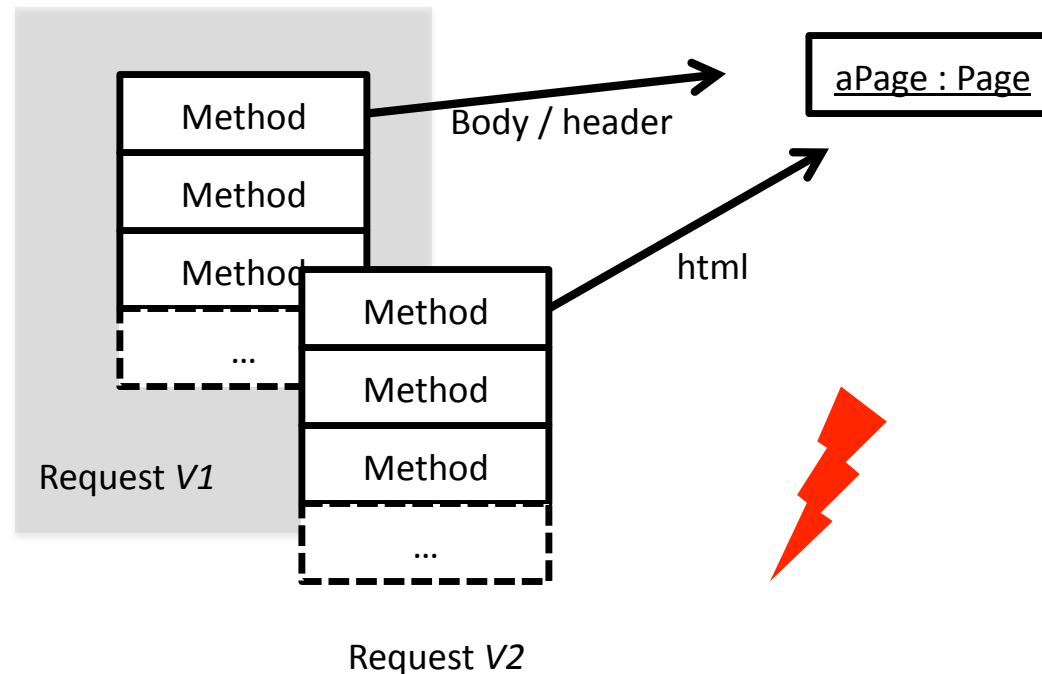 Method
Method
Method
…
Request V1
Method
Method
Method
…
Request V2
Body / header
html
aPage : Page